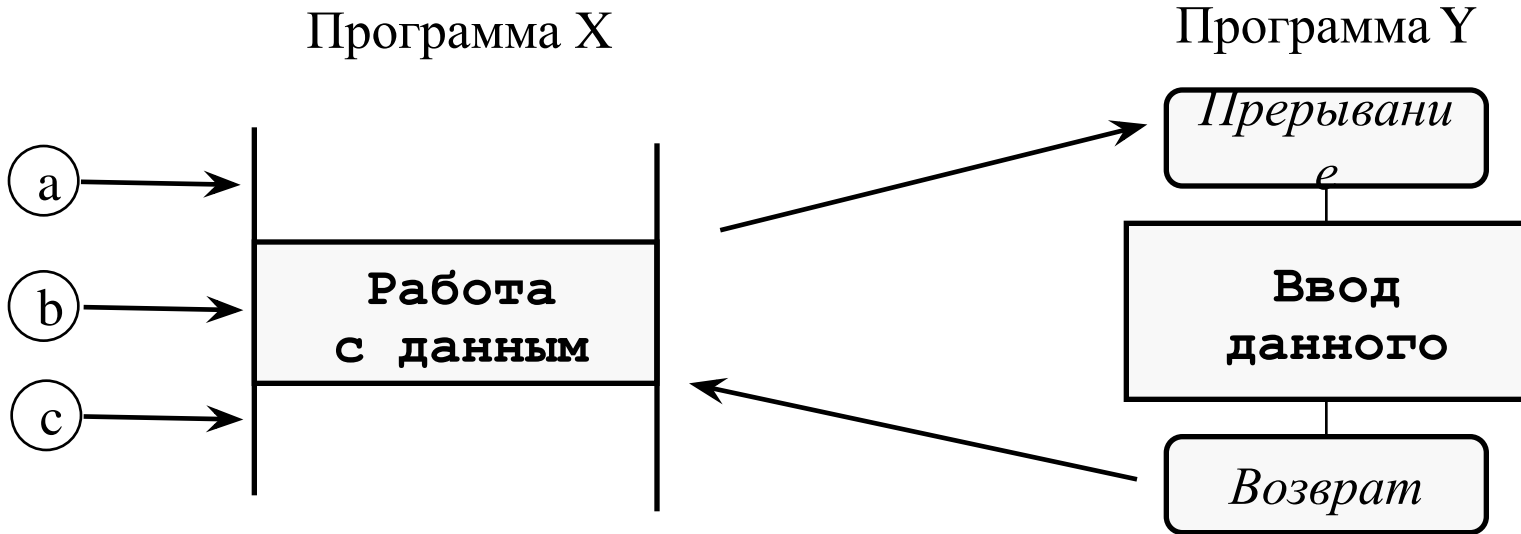 Программа X
Программа Y
Прерывани
е
a
b
c
Работа
с данным
Ввод
данного
Возврат